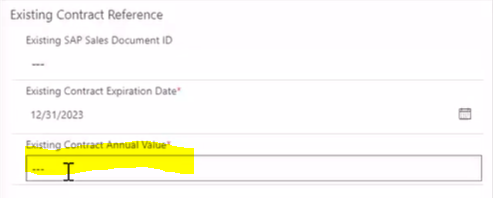 Existing Contract Reference
Existing SAP Sales Document ID
---
Existing Contract Expiration Date*
12/31/2023
Existing Contract Annual Value*
---